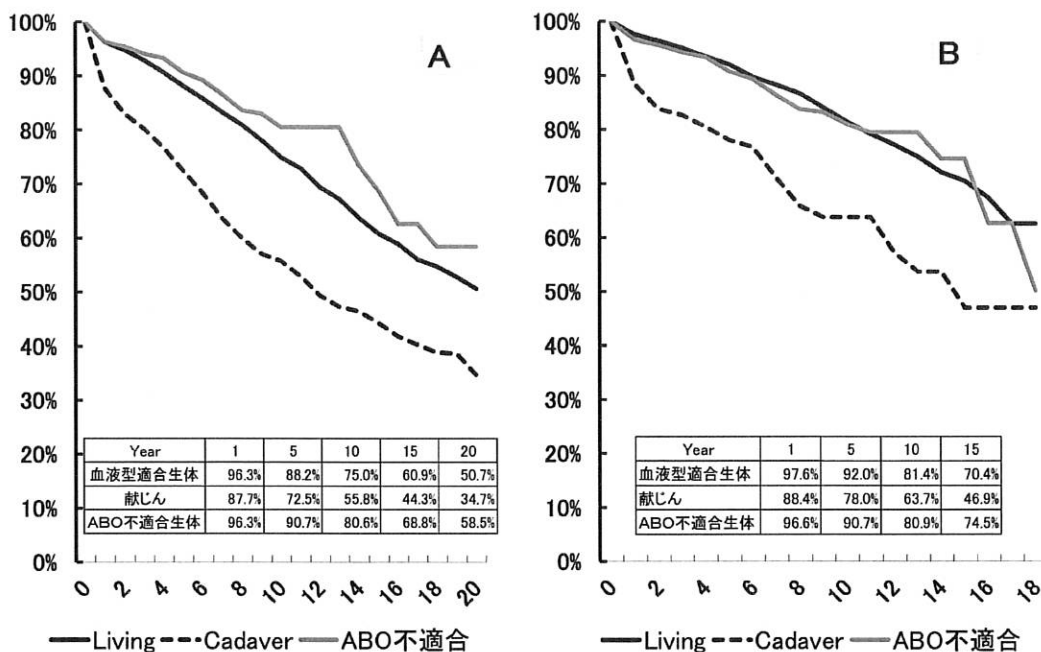 A
100%
90%
80%
70%
60%
50%
40%
30%
20%
10%
0%
Year 1 5 10 15 20
血液型適合生体 96.3% 88.2% 75.0% 60.9% 50.7%
献じん 87.7% 72.5% 55.8% 44.3% 34.7%
ABO不適合生体 96.3% 90.7% 80.6% 68.8% 58.5%
0 2 4 6 8 10 12 14 16 18 20
Living Cadaver ABO不適合
B
100%
90%
80%
70%
60%
50%
40%
30%
20%
10%
0%
Year 1 5 10 15
血液型適合生体 97.6% 92.0% 81.4% 70.4%
献じん 88.4% 78.0% 63.7% 46.9%
ABO不適合生体 96.6% 90.7% 80.9% 74.5%
0 2 4 6 8 10 12 14 16 18
Living Cadaver ABO不適合